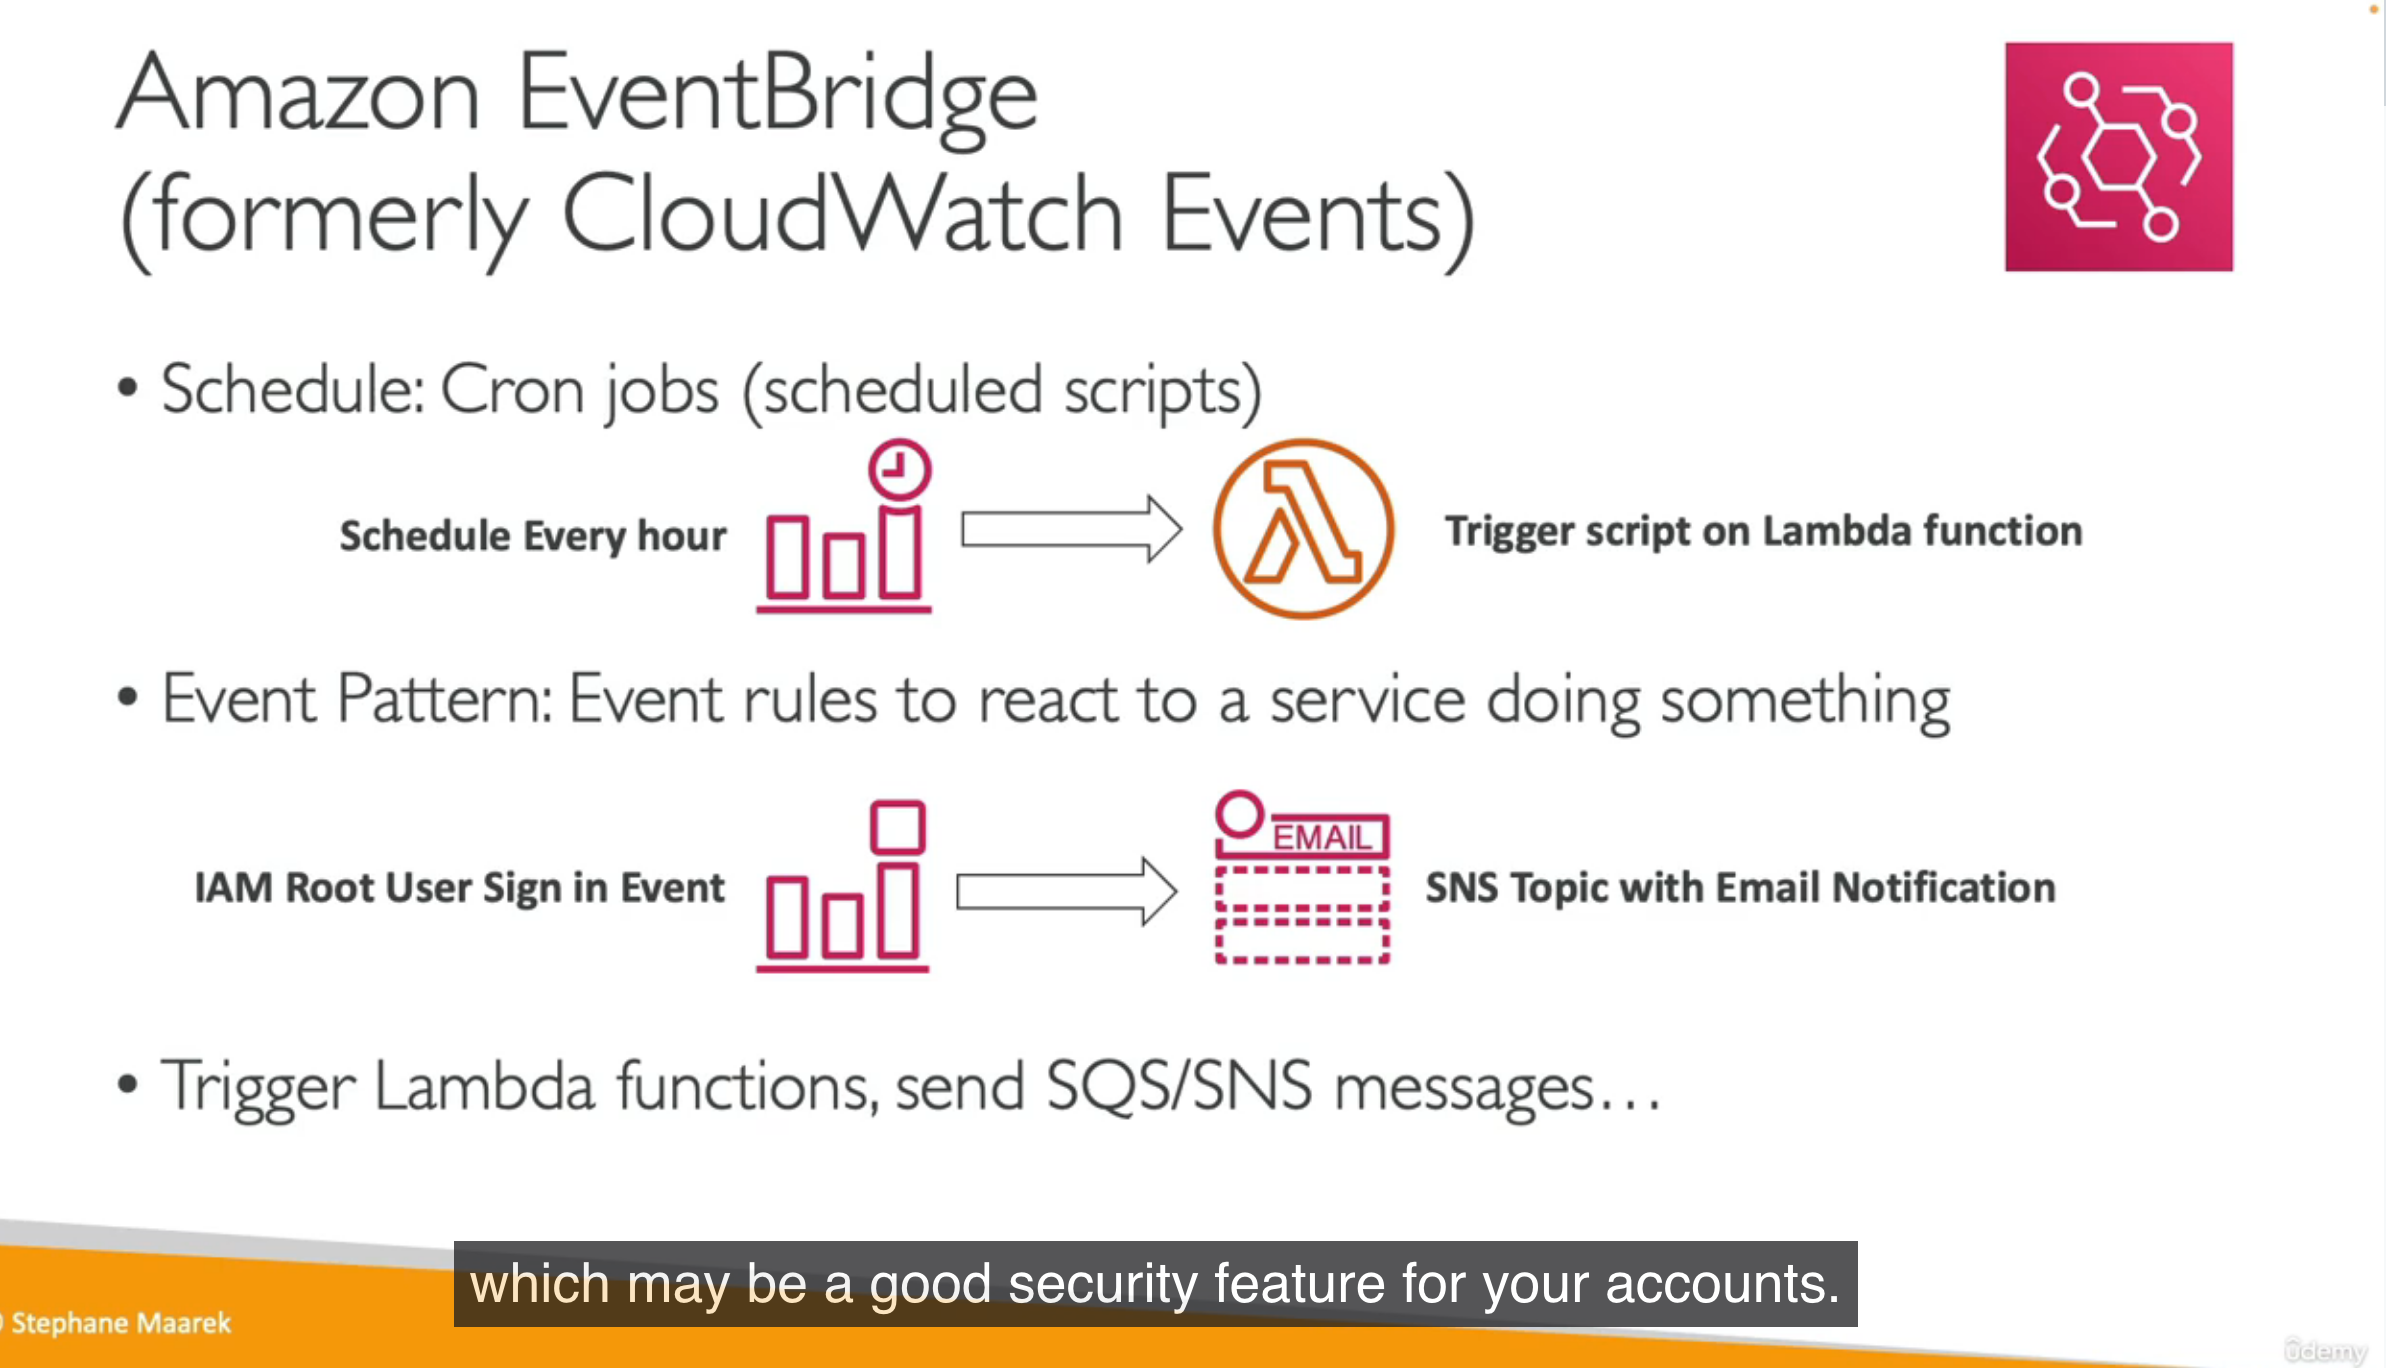 Amazon EventBridge
(formerly CloudWatch Events)
• Schedule: Cron jobs (scheduled scripts)
Schedule Every hour
Trigger script on Lambda function
• Event Pattern: Event rules to react to a service doing something
IAM Root User Sign in Event
EMAIL
SNS Topic with Email Notification
• Trigger Lambda functions, send SQS/SNS messages…
which may be a good security feature for your accounts.
Stephane Maarek
ûdemy